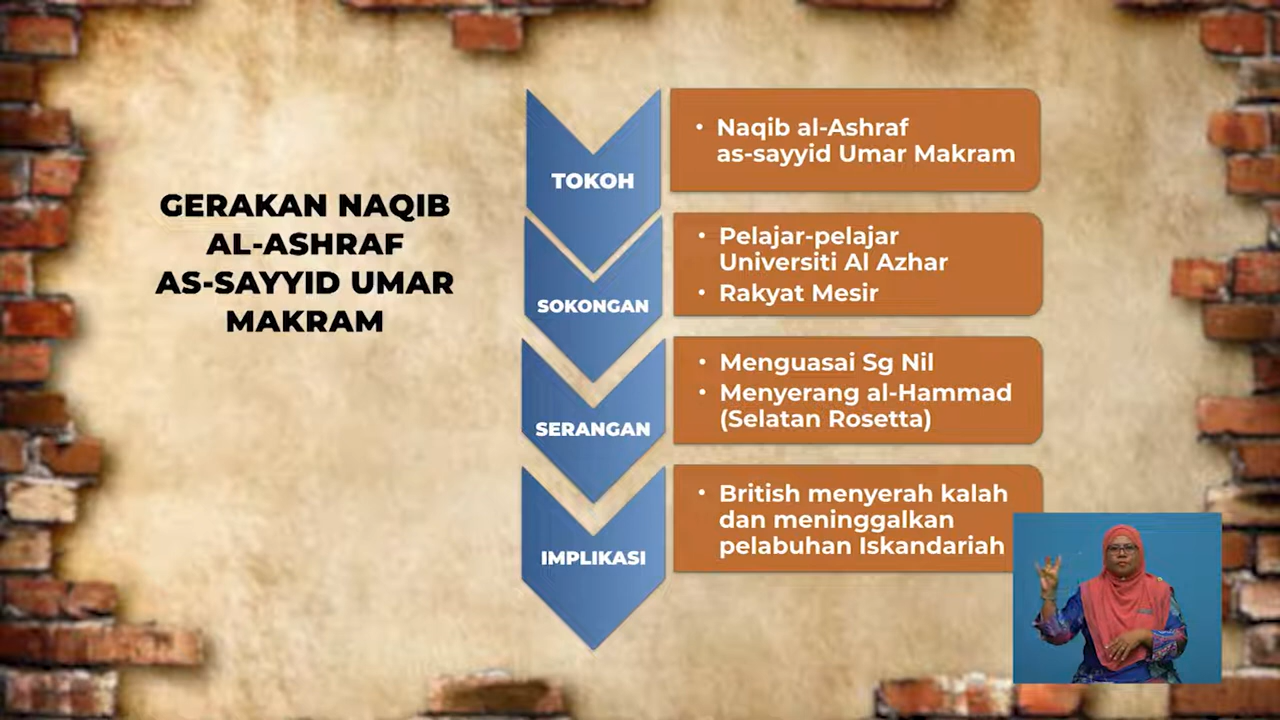 GERAKAN NAQIB
AL-ASHRAF
AS-SAYYID UMAR
MAKRAM
TOKOH
• Naqib al-Ashraf
as-sayyid Umar Makram
SOKONGAN
• Pelajar-pelajar
Universiti Al Azhar
• Rakyat Mesir
SERANGAN
• Menguasai Sg Nil
• Menyerang al-Hammad
(Selatan Rosetta)
IMPLIKASI
• British menyerah kalah
dan meninggalkan
pelabuhan Iskandariah